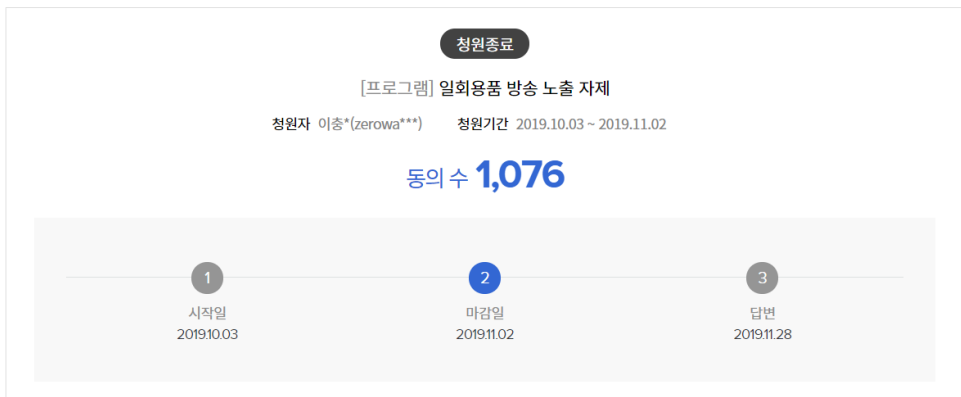 청원종료
[프로그램] 일회용품 방송 노출 자제
청원자 이충*(zerowa***) 청원기간 2019.10.03 ~ 2019.11.02
동의 수 1,076
1 2 3
시작일 마감일 답변
2019.10.03 2019.11.02 2019.11.28